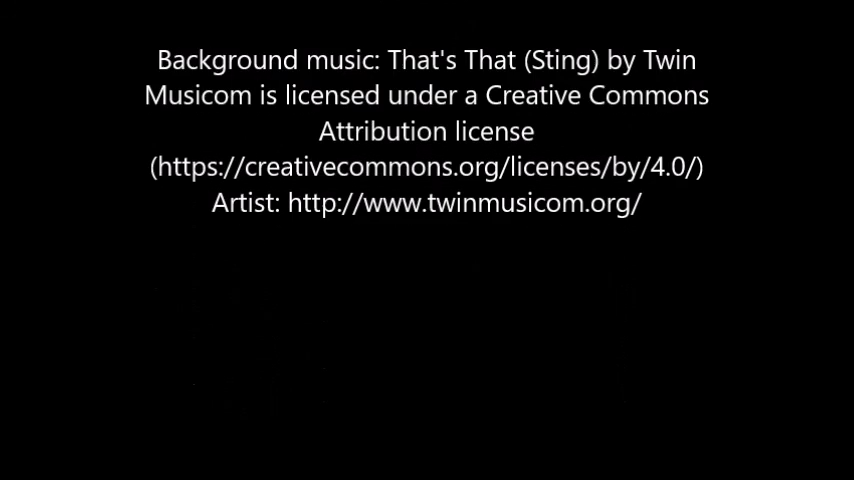 Background music: That's That (Sting) by Twin
Musicom is licensed under a Creative Commons
Attribution license
(https://creativecommons.org/licenses/by/4.0/)
Artist: http://www.twinmusicom.org/